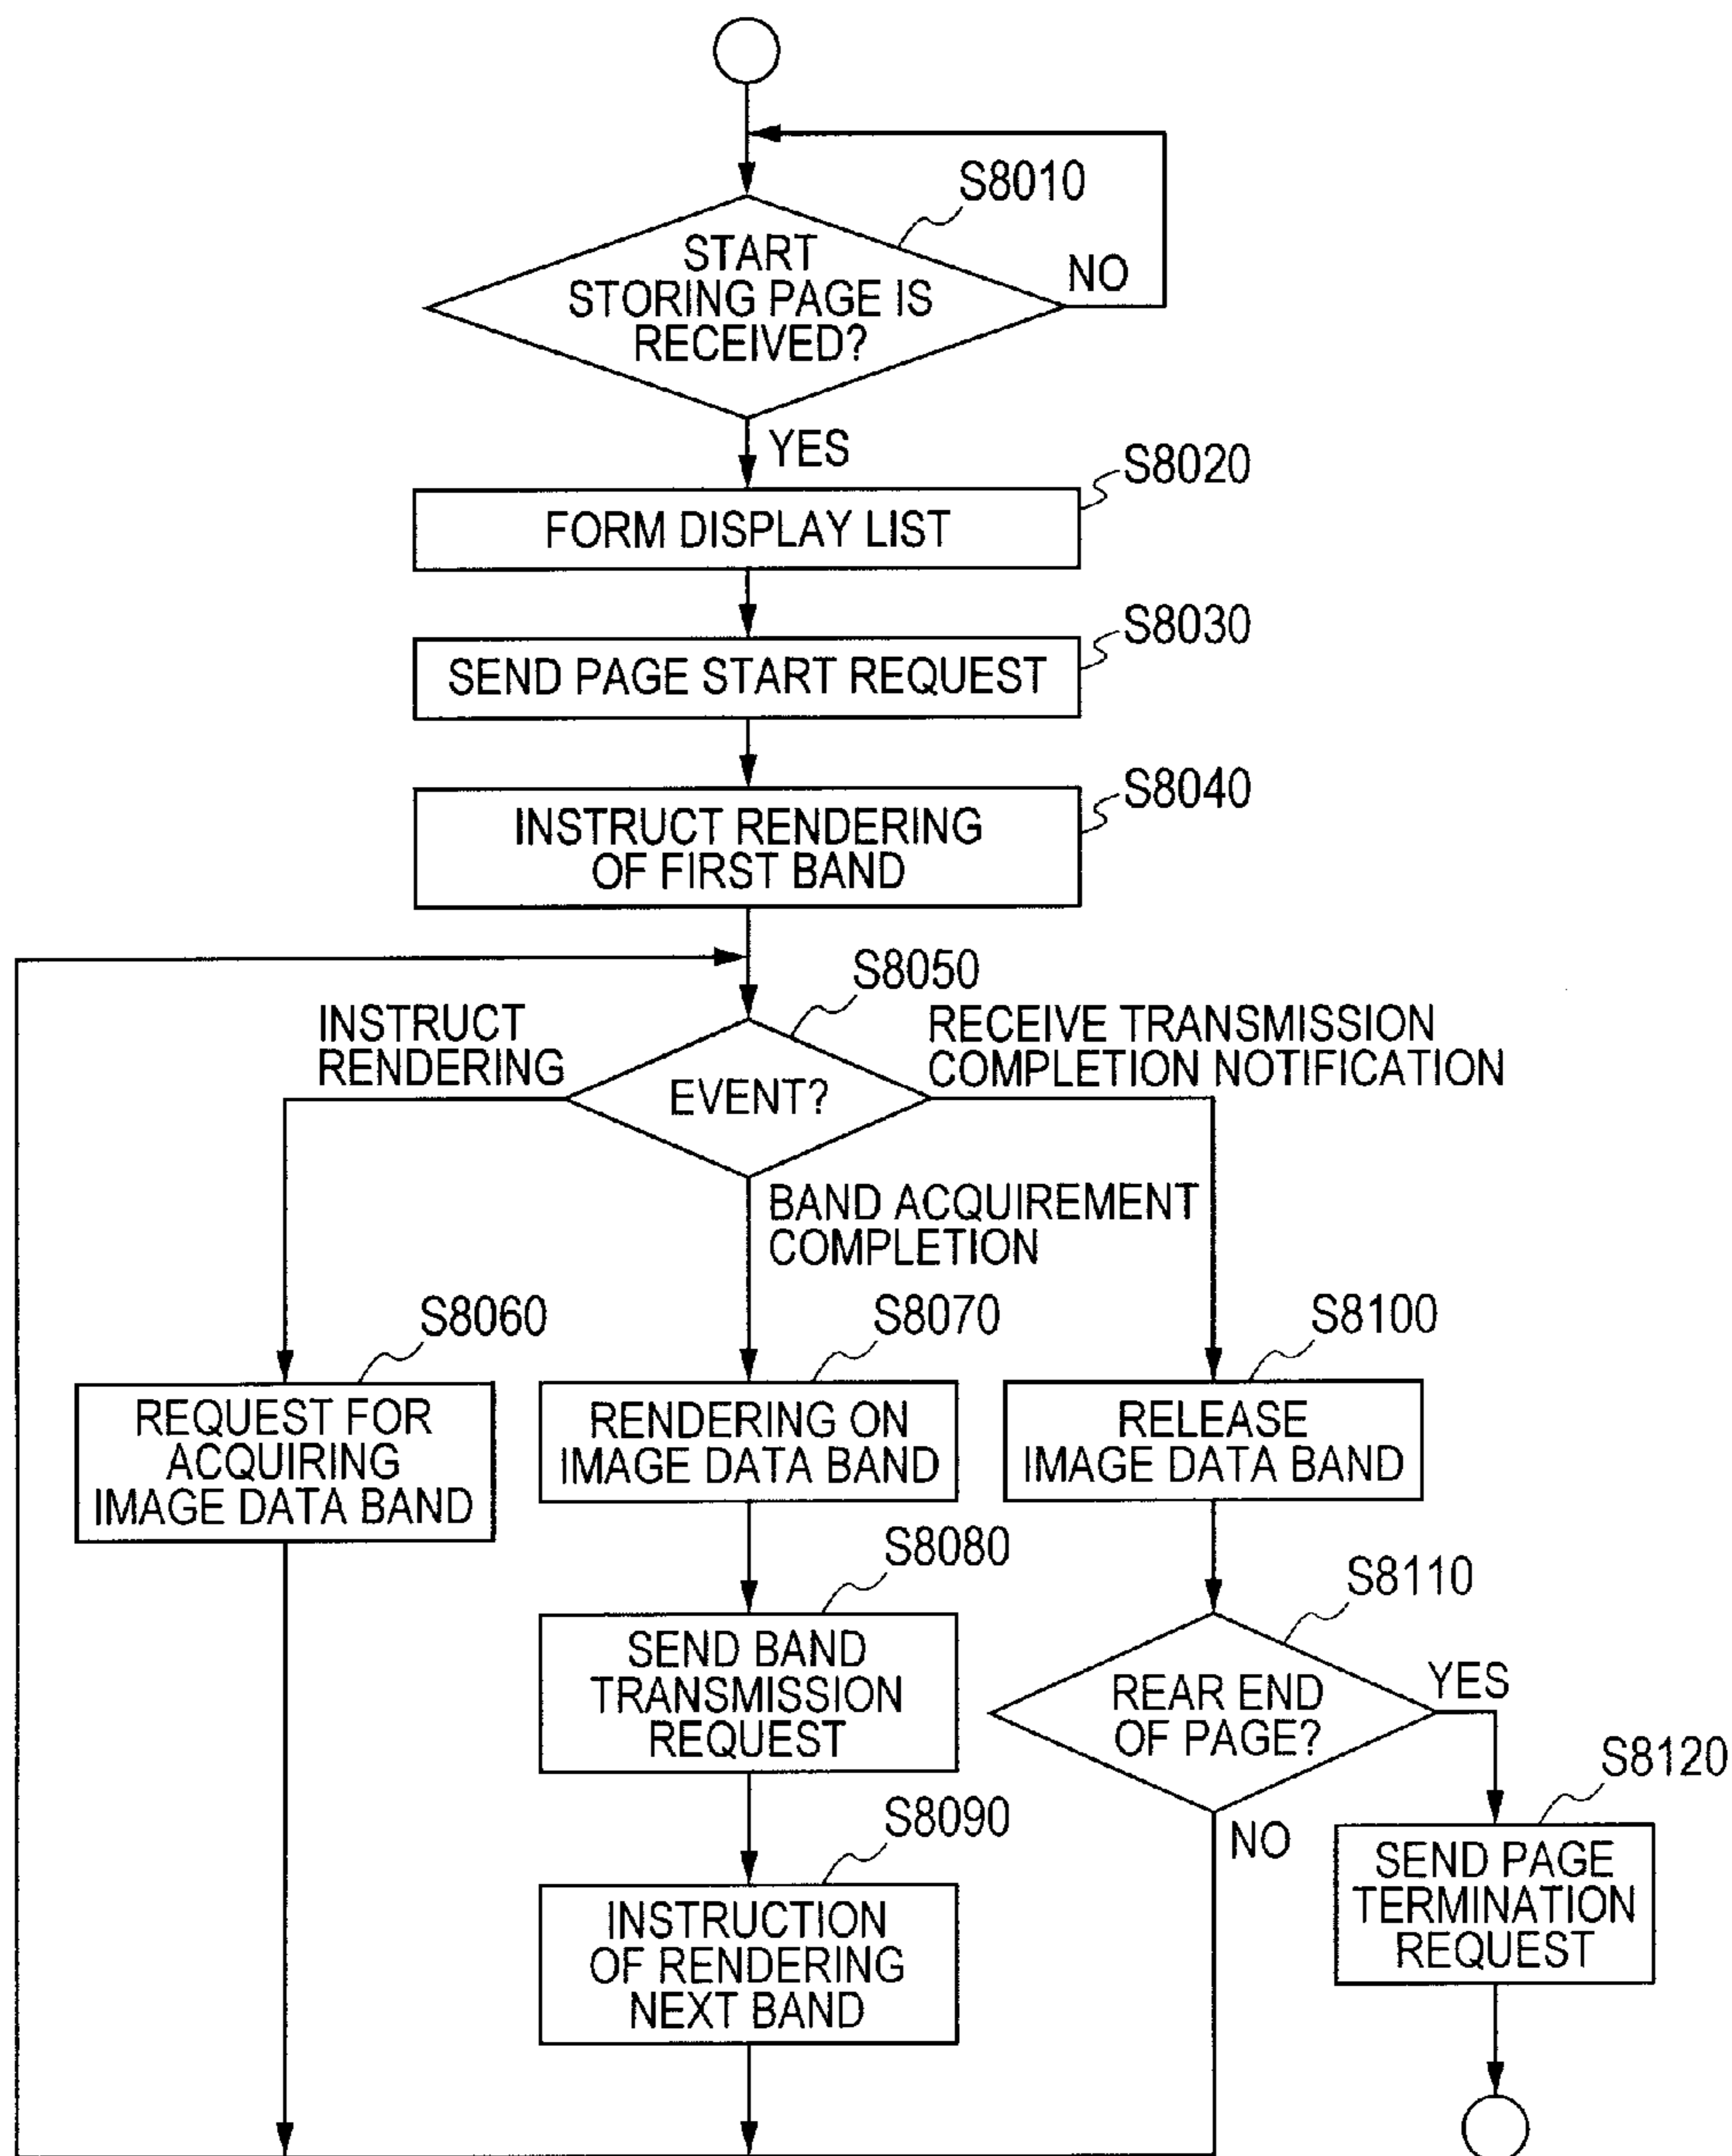 S8010
START
STORING PAGE IS
RECEIVED?
NO
YES
S8020
FORM DISPLAY LIST
S8030
SEND PAGE START REQUEST
S8040
INSTRUCT RENDERING
OF FIRST BAND
S8050
INSTRUCT
RENDERING
EVENT?
RECEIVE TRANSMISSION
COMPLETION NOTIFICATION
BAND ACQUIREMENT
COMPLETION
S8060
REQUEST FOR
ACQUIRING
IMAGE DATA BAND
S8070
RENDERING ON
IMAGE DATA BAND
S8100
RELEASE
IMAGE DATA BAND
S8080
SEND BAND
TRANSMISSION
REQUEST
S8110
REAR END
OF PAGE?
YES
NO
S8090
INSTRUCTION
OF RENDERING
NEXT BAND
S8120
SEND PAGE
TERMINATION
REQUEST